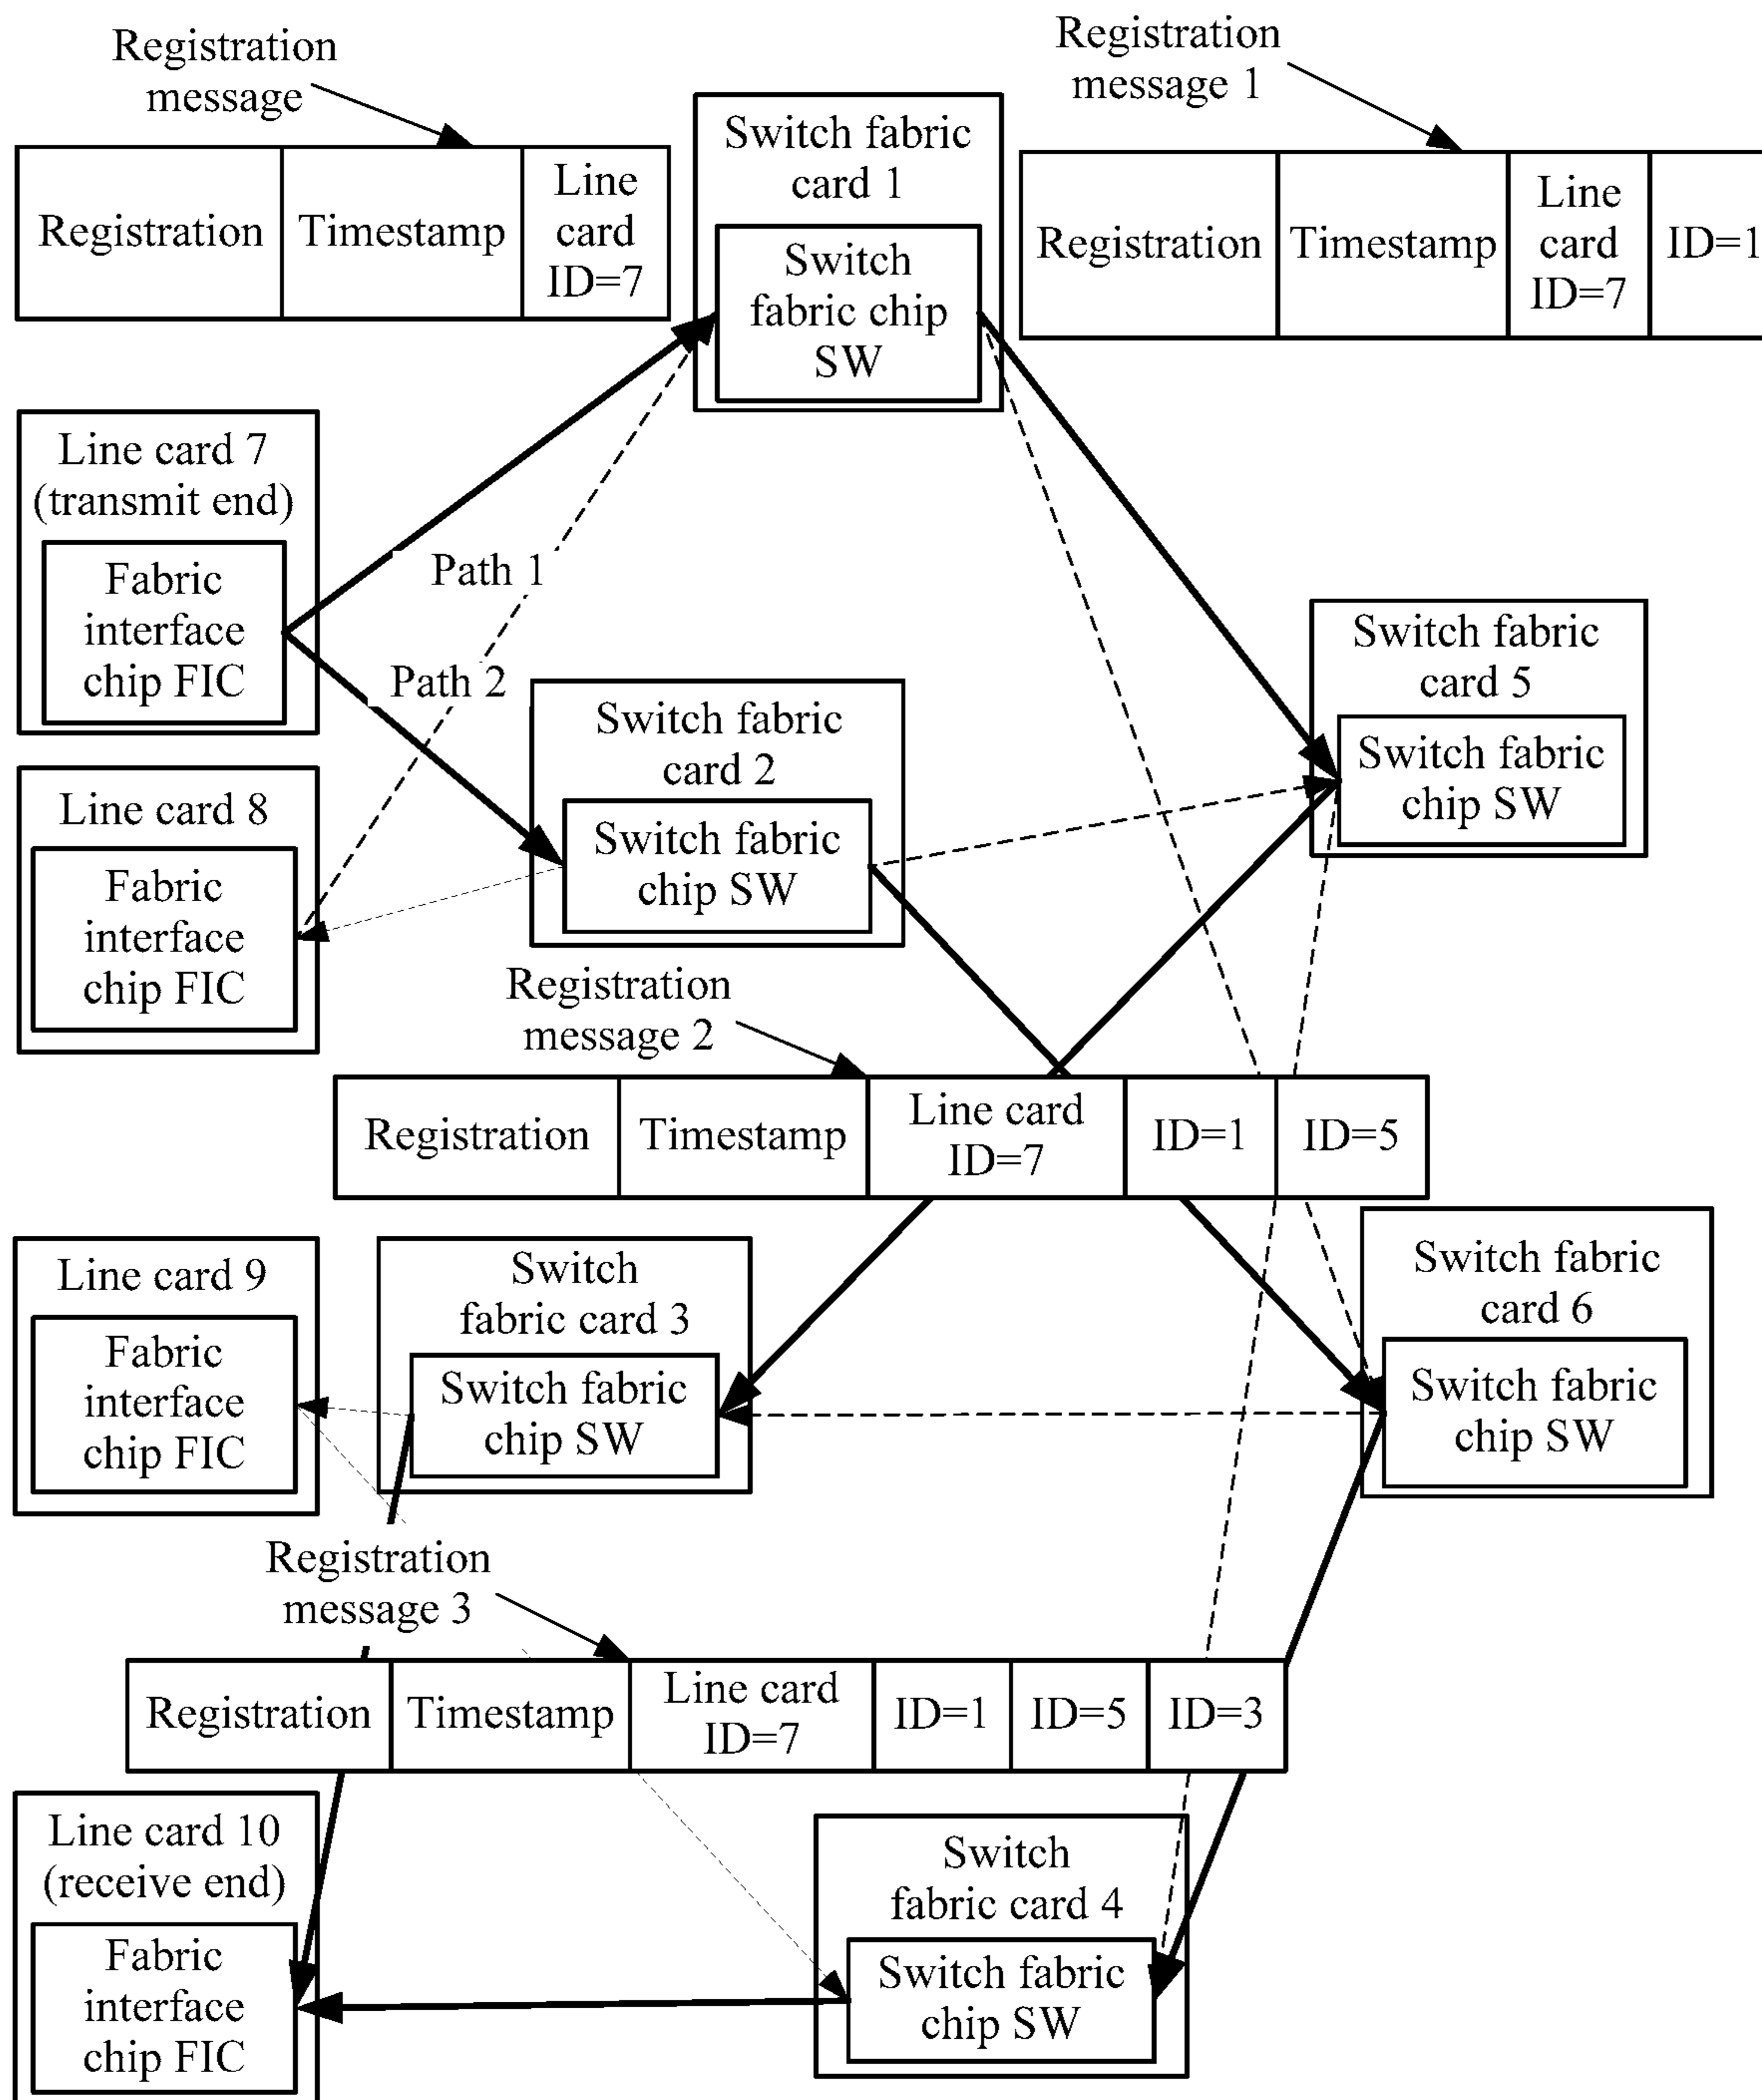 Registration
message
Registration
Timestamp
Line
card
ID=7
Switch fabric
card 1
Switch
fabric chip
SW
Registration
message 1
Registration
Timestamp
Line
card
ID=7
ID=1
Line card 7
(transmit end)
Fabric
interface
chip FIC
Path 1
Path 2
Switch fabric
card 5
Switch fabric
chip SW
Switch fabric
card 2
Switch fabric
chip SW
Line card 8
Fabric
interface
chip FIC
Registration
message 2
Registration
Timestamp
Line card
ID=7
ID=1
ID=5
Line card 9
Fabric
interface
chip FIC
Switch
fabric card 3
Switch fabric
chip SW
Switch fabric
card 6
Switch fabric
chip SW
Registration
message 3
Registration
Timestamp
Line card
ID=7
ID=1
ID=5
ID=3
Line card 10
(receive end)
Fabric
interface
chip FIC
Switch
fabric card 4
Switch fabric
chip SW